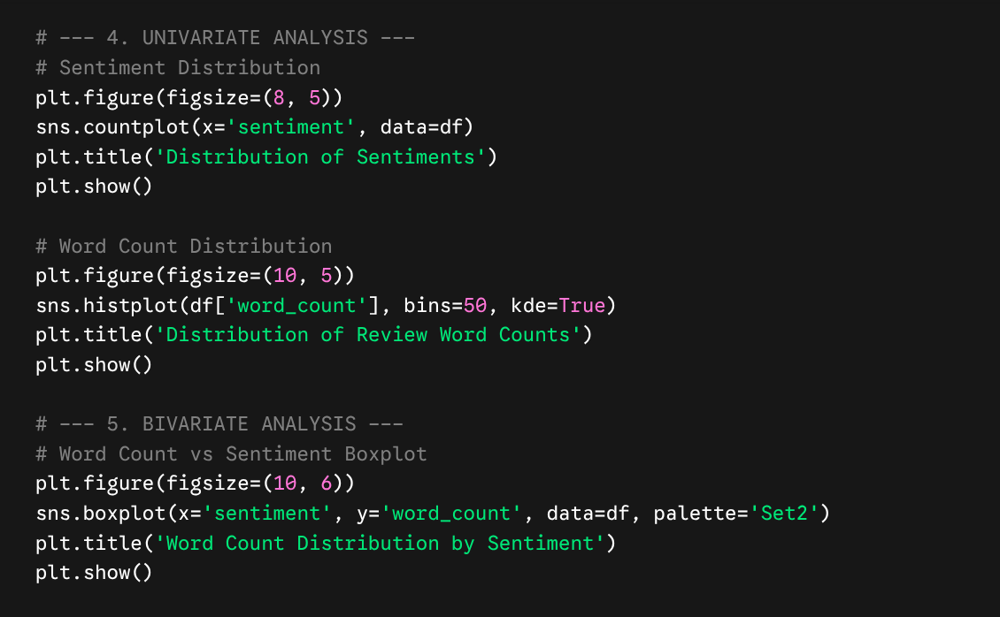 # --- 4. UNIVARIATE ANALYSIS ---
# Sentiment Distribution
plt.figure(figsize=(8, 5))
sns.countplot(x='sentiment', data=df)
plt.title('Distribution of Sentiments')
plt.show()

# Word Count Distribution
plt.figure(figsize=(10, 5))
sns.histplot(df['word_count'], bins=50, kde=True)
plt.title('Distribution of Review Word Counts')
plt.show()

# --- 5. BIVARIATE ANALYSIS ---
# Word Count vs Sentiment Boxplot
plt.figure(figsize=(10, 6))
sns.boxplot(x='sentiment', y='word_count', data=df, palette='Set2')
plt.title('Word Count Distribution by Sentiment')
plt.show()